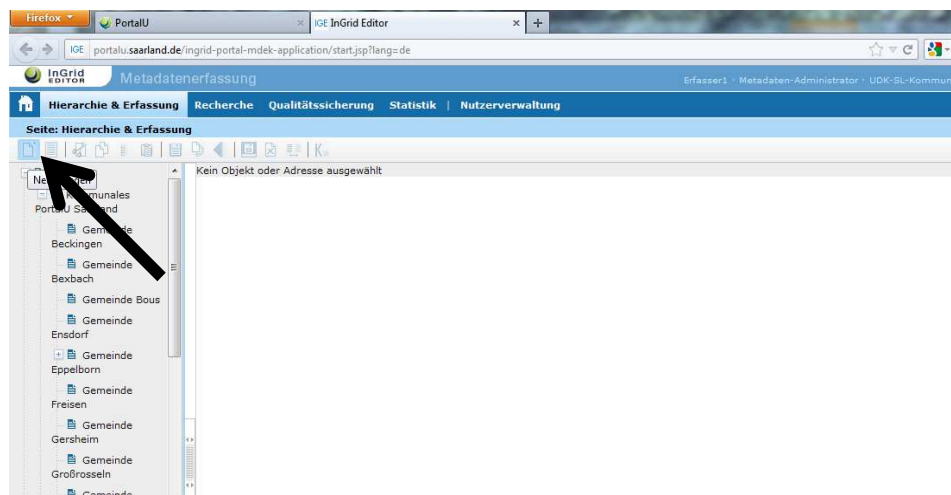 Firefox
PortalU
IGE InGrid Editor
IGE portalu.saarland.de/ingrid-portal-mdek-application/start.jsp?lang=de
InGrid EDITOR
Metadatenerfassung
Erfasser1 · Metadaten-Administrator · UDK-SL-Kommun
Hierarchie & Erfassung Recherche Qualitätssicherung Statistik | Nutzerverwaltung
Seite: Hierarchie & Erfassung
Kein Objekt oder Adresse ausgewählt
PortalU
Gemeinde
Beckingen
Gemeinde
Bexbach
Gemeinde Bous
Gemeinde
Ensdorf
Gemeinde
Eppelborn
Gemeinde
Freisen
Gemeinde
Gersheim
Gemeinde
Großrosseln
Gemeinde